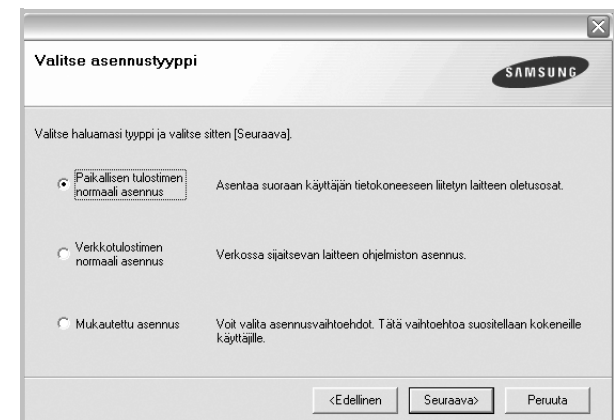 Valitse asennustyyppi
SAMSUNG
Valitse haluamasi tyyppi ja valitse sitten [Seuraava].
Paikallisen tulostimen
normaali asennus
Asentaa suoraan käyttäjän tietokoneeseen liitetyn laitteen oletusosat.
Verkkotulostimen
normaali asennus
Verkossa sijaitsevan laitteen ohjelmiston asennus.
Mukautettu asennus
Voit valita asennusvaihtoehdot. Tätä vaihtoehtoa suositellaan kokeneille
käyttäjille.
<Edellinen
Seuraava>
Peruuta